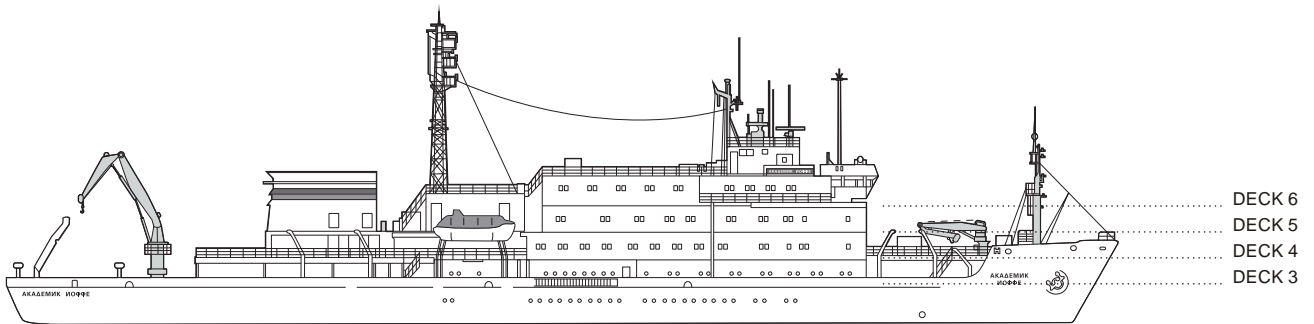 DECK 6
DECK 5
DECK 4
DECK 3
АКАДЕМИК
ИОФФЕ
АКАДЕМИК ИОФФЕ